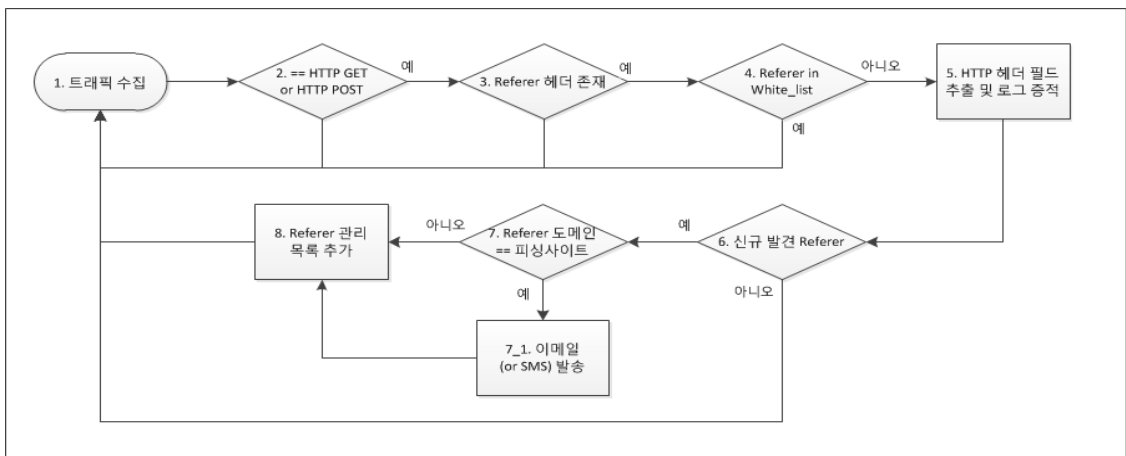 1. 트래픽 수집
2. == HTTP GET
or HTTP POST
예
3. Referer 헤더 존재
예
4. Referer in
White_list
아니오
예
5. HTTP 헤더 필드
추출 및 로그 증적
6. 신규 발견 Referer
예
아니오
7. Referer 도메인
== 피싱사이트
아니오
예
7_1. 이메일
(or SMS) 발송
8. Referer 관리
목록 추가